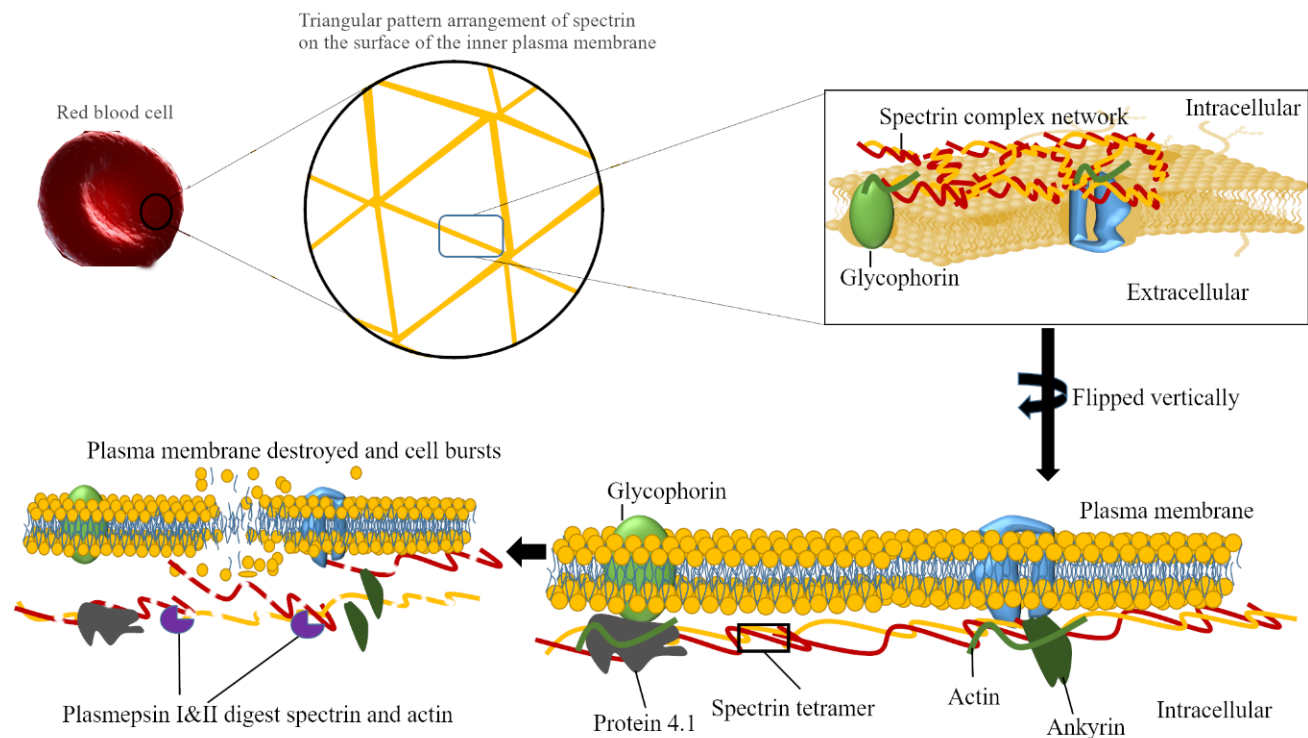 Triangular pattern arrangement of spectrin
on the surface of the inner plasma membrane
Red blood cell
Spectrin complex network
Intracellular
Glycophorin
Extracellular
Flipped vertically
Plasma membrane destroyed and cell bursts
Glycophorin
Plasma membrane
Plasmepsin I&II digest spectrin and actin
Protein 4.1
Spectrin tetramer
Actin
Ankyrin
Intracellular